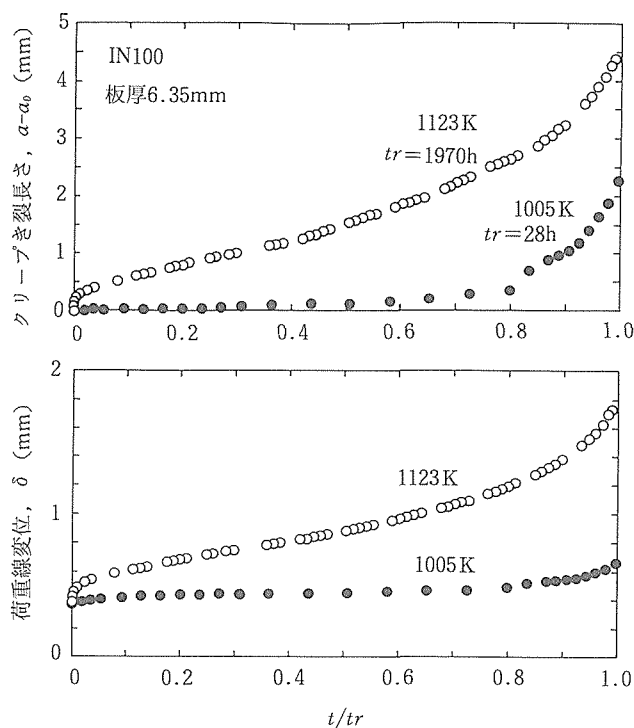 クリープき裂長さ，a-a₀ (mm)
5
4
3
2
1
0
IN100
板厚6.35mm
1123K
tr=1970h
1005K
tr=28h
0 0.2 0.4 0.6 0.8 1.0
荷重線変位，δ (mm)
2
1
0
1123K
1005K
0 0.2 0.4 0.6 0.8 1.0
t/tr